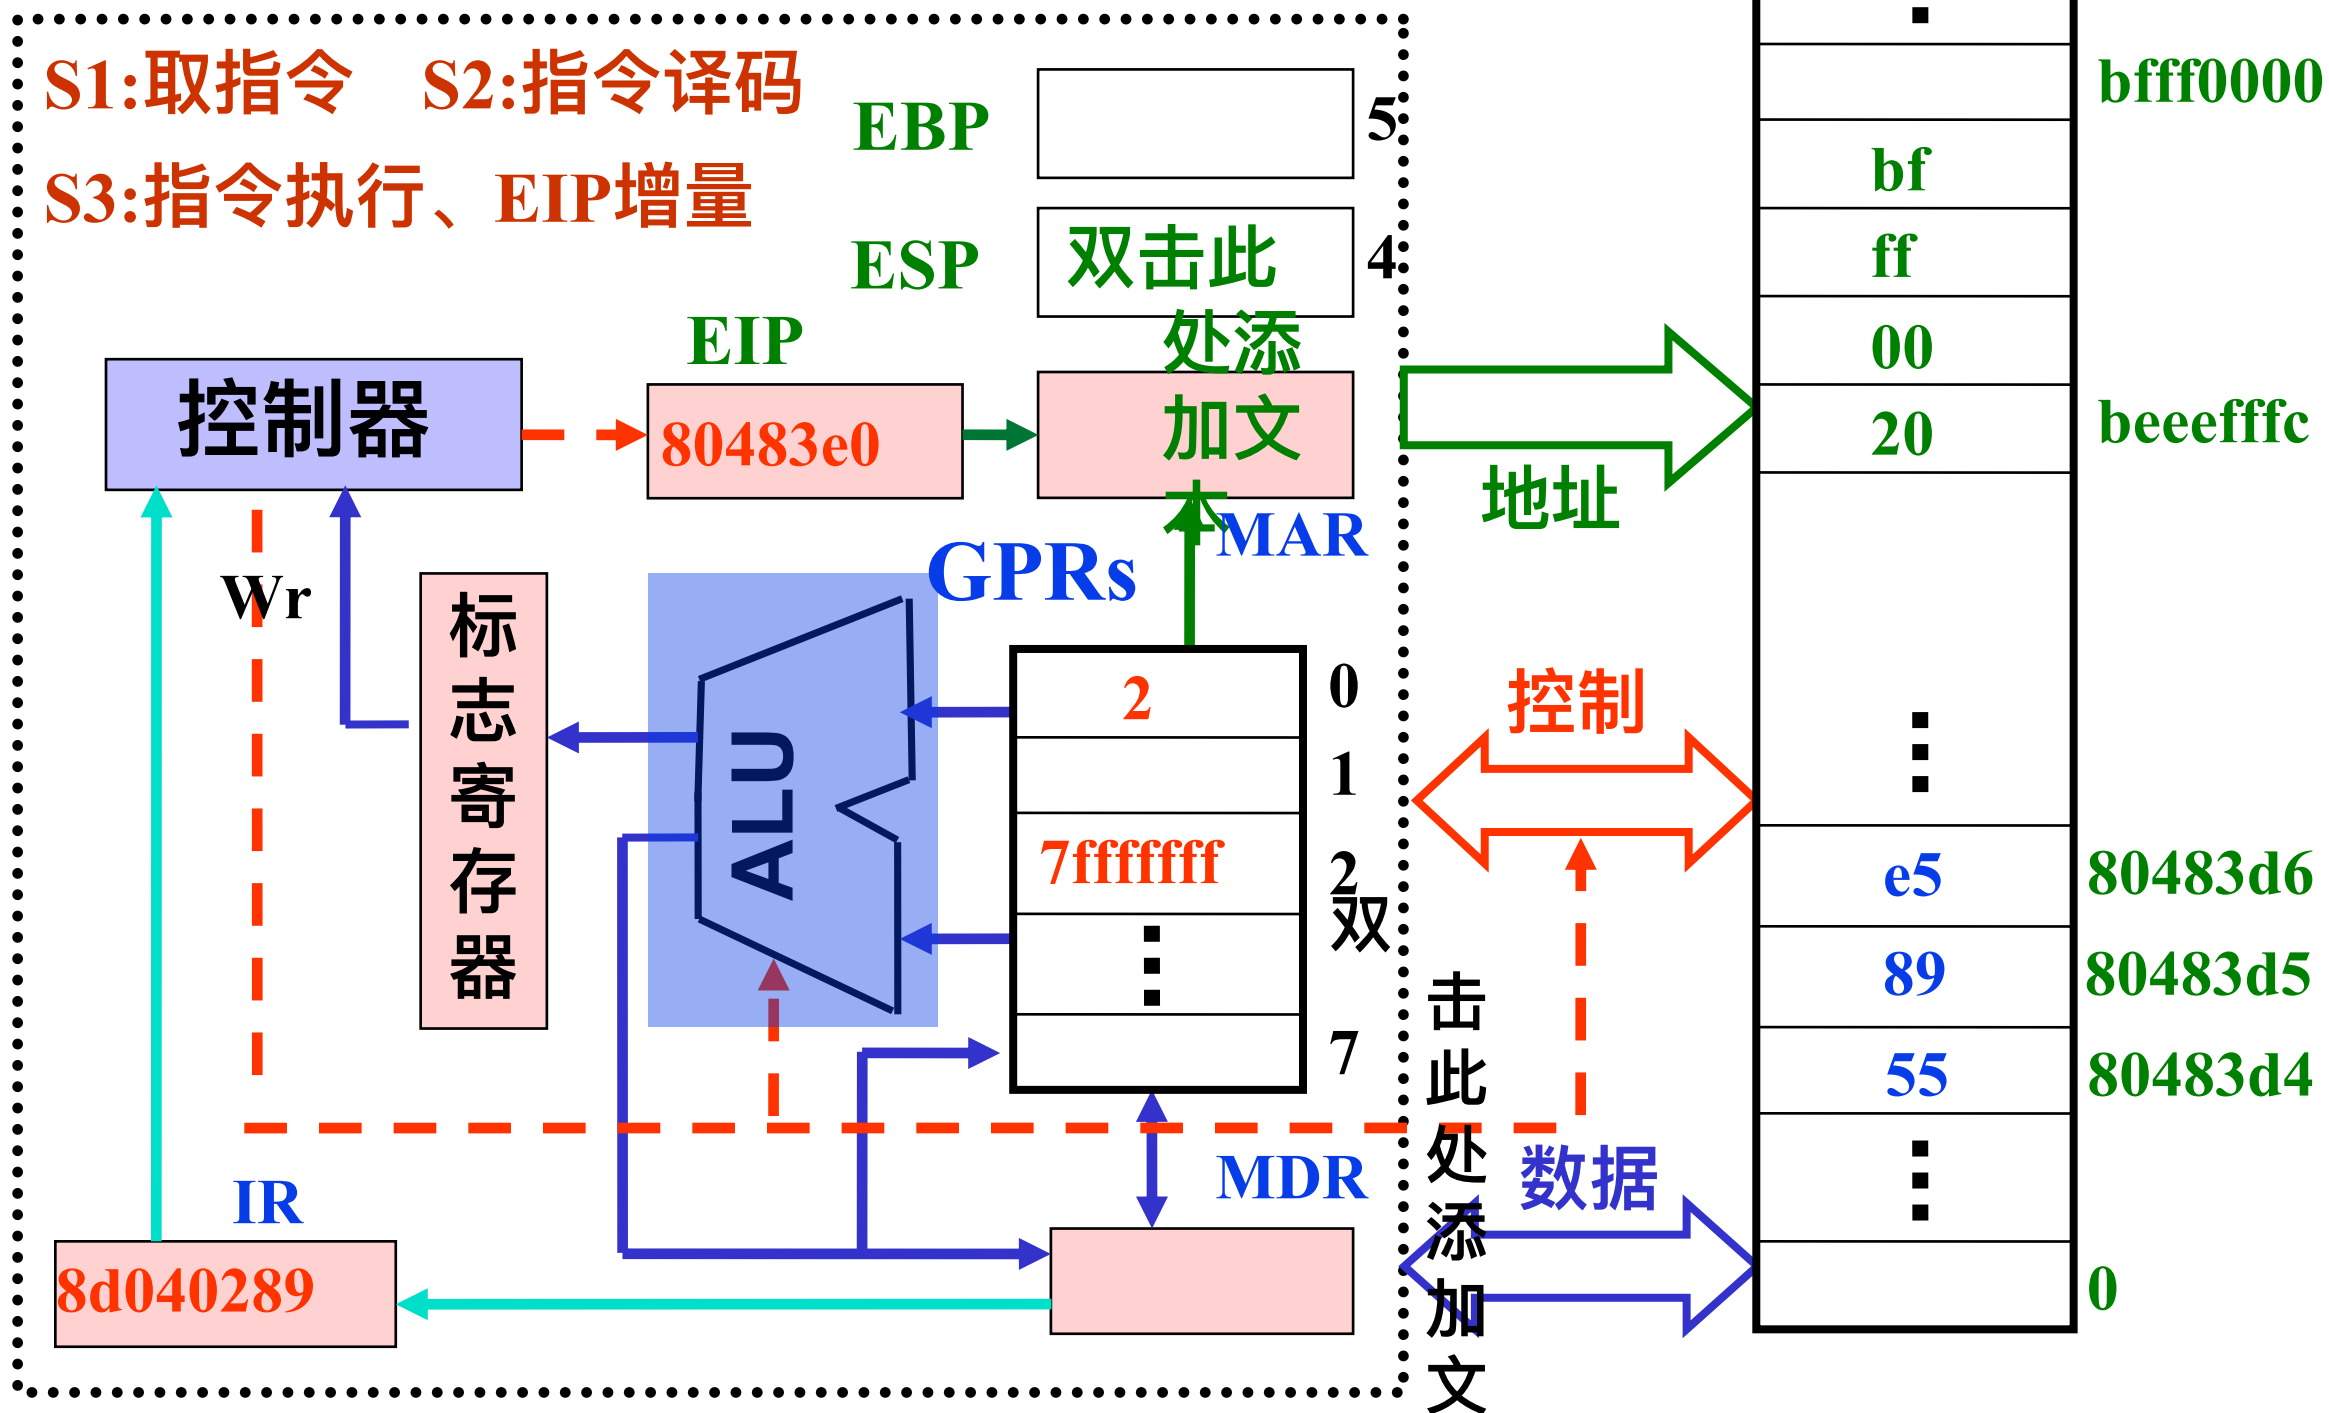 S1:取指令 S2:指令译码
S3:指令执行、EIP增量
EBP
5
ESP
双击此
处添
加文
本
4
EIP
控制器
80483e0
MAR
GPRs
Wr
标
志
寄
存
器
ALU
2
0
1
7fffffff
2
双
击
此
处
添
加
文
7
MDR
IR
8d040289
地址
控制
数据
bfff0000
bf
ff
00
20
beeefffc
e5
80483d6
89
80483d5
55
80483d4
0